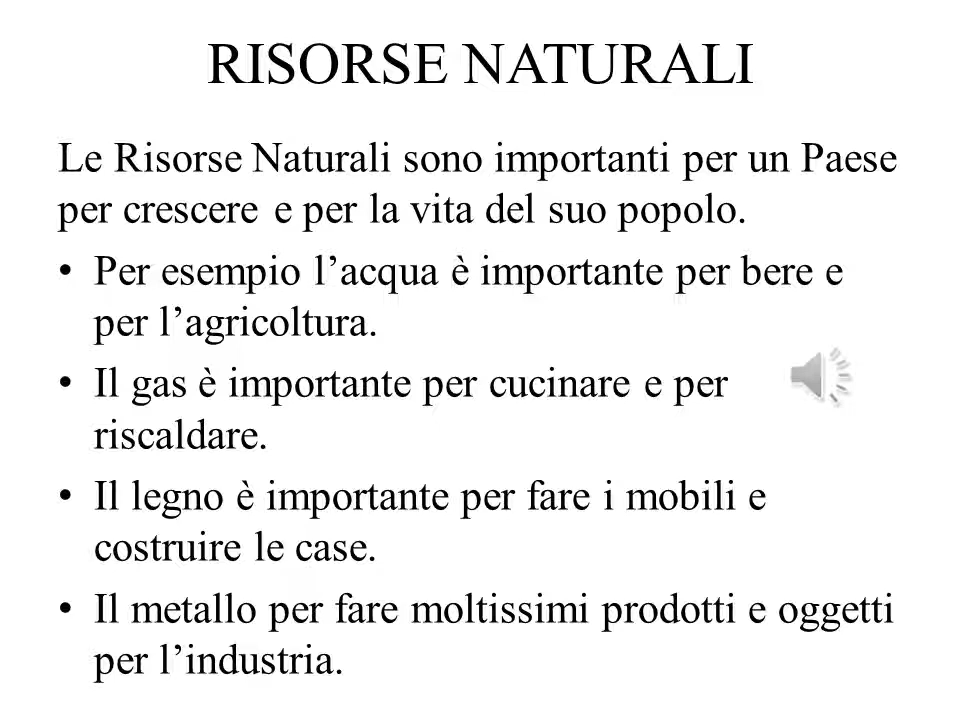 RISORSE NATURALI
Le Risorse Naturali sono importanti per un Paese
per crescere e per la vita del suo popolo.
• Per esempio l’acqua è importante per bere e
per l’agricoltura.
• Il gas è importante per cucinare e per
riscaldare.
• Il legno è importante per fare i mobili e
costruire le case.
• Il metallo per fare moltissimi prodotti e oggetti
per l’industria.